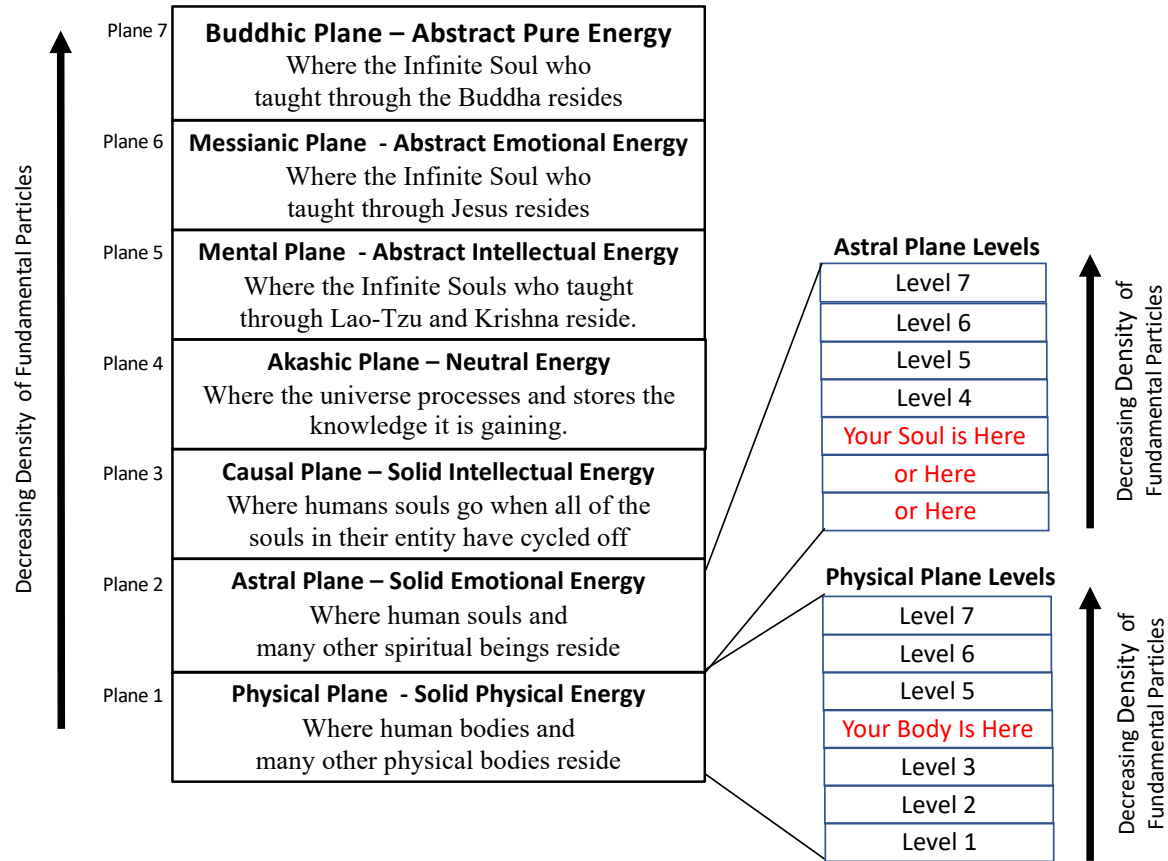 Decreasing Density of Fundamental Particles
Plane 7
Buddhic Plane – Abstract Pure Energy
Where the Infinite Soul who
taught through the Buddha resides
Plane 6
Messianic Plane - Abstract Emotional Energy
Where the Infinite Soul who
taught through Jesus resides
Plane 5
Mental Plane - Abstract Intellectual Energy
Where the Infinite Souls who taught
through Lao-Tzu and Krishna reside.
Plane 4
Akashic Plane – Neutral Energy
Where the universe processes and stores the
knowledge it is gaining.
Plane 3
Causal Plane – Solid Intellectual Energy
Where humans souls go when all of the
souls in their entity have cycled off
Plane 2
Astral Plane – Solid Emotional Energy
Where human souls and
many other spiritual beings reside
Plane 1
Physical Plane - Solid Physical Energy
Where human bodies and
many other physical bodies reside
Astral Plane Levels
Level 7
Level 6
Level 5
Level 4
Your Soul is Here
or Here
or Here
Decreasing Density of
Fundamental Particles
Physical Plane Levels
Level 7
Level 6
Level 5
Your Body Is Here
Level 3
Level 2
Level 1
Decreasing Density of
Fundamental Particles